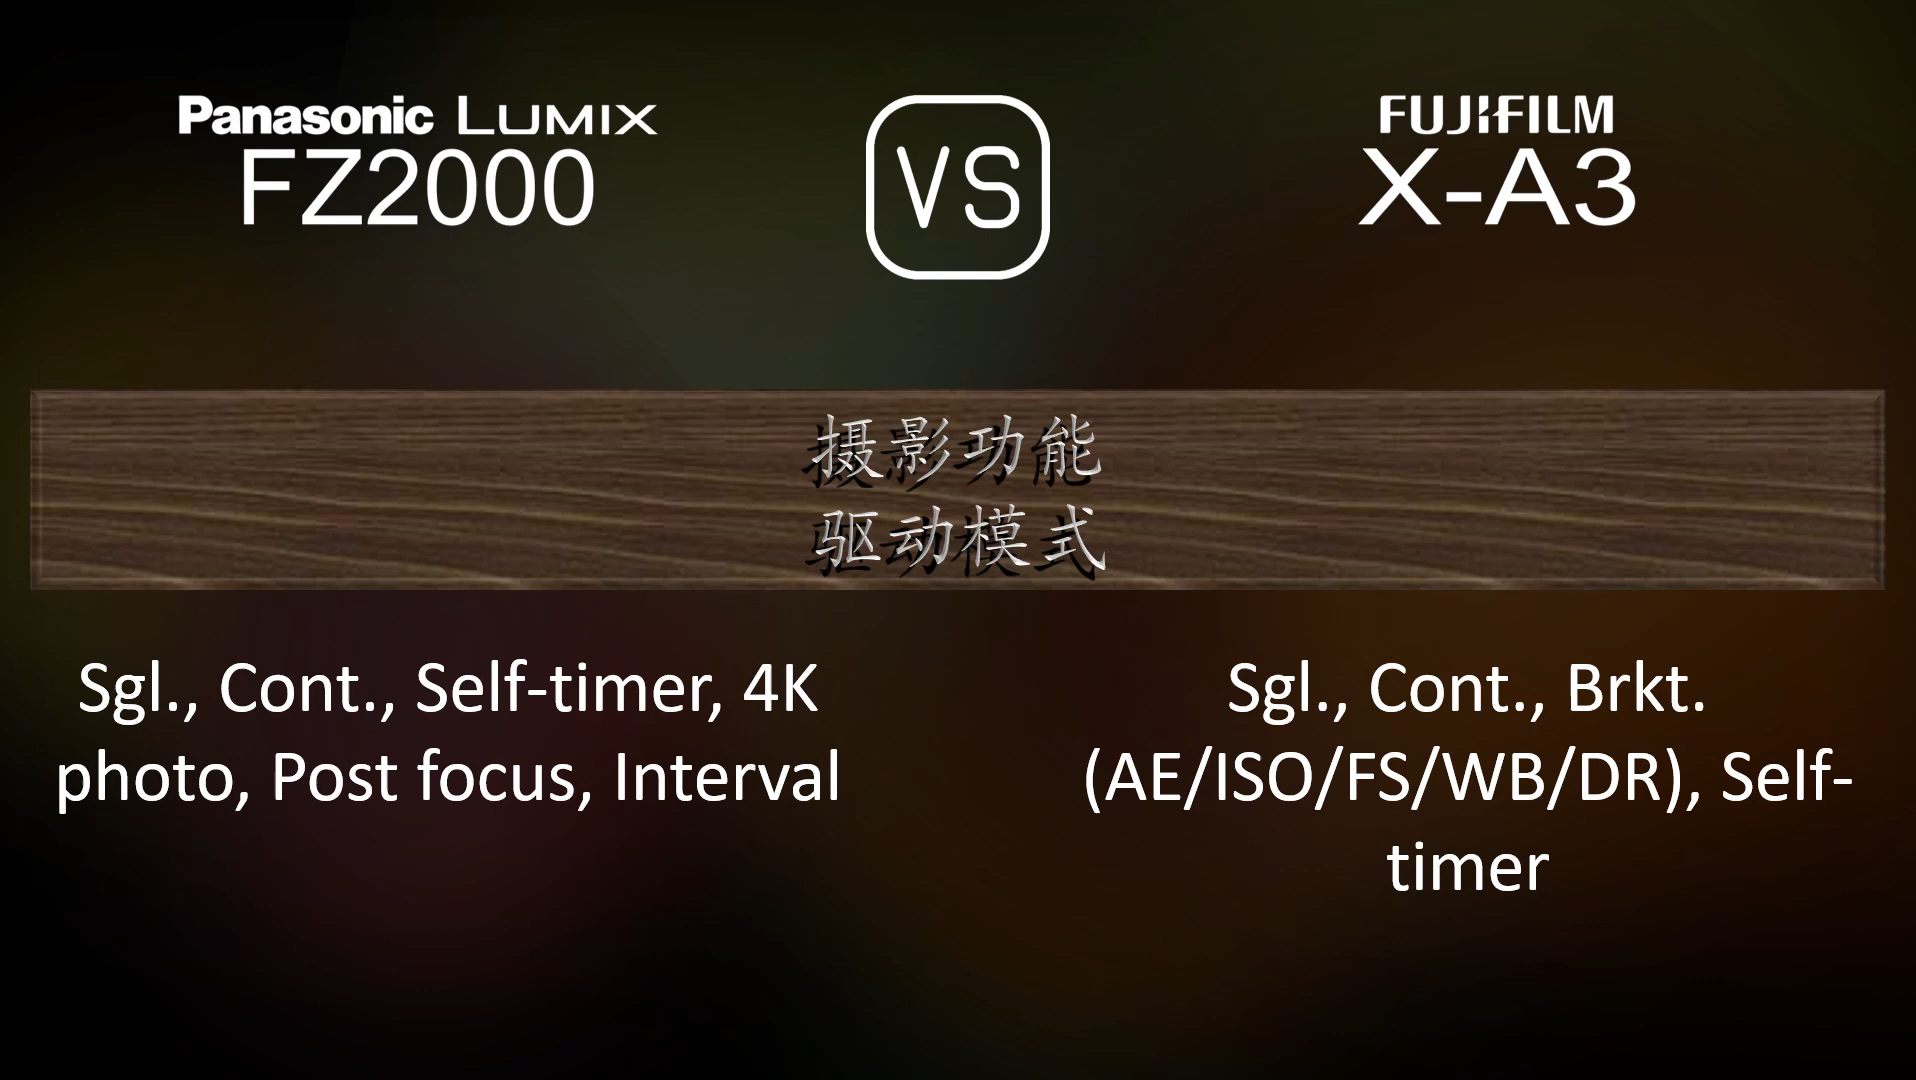 Panasonic LUMIX
FZ2000
VS
FUJIFILM
X-A3
摄影功能
驱动模式
Sgl., Cont., Self-timer, 4K
photo, Post focus, Interval
Sgl., Cont., Brkt.
(AE/ISO/FS/WB/DR), Self-
timer